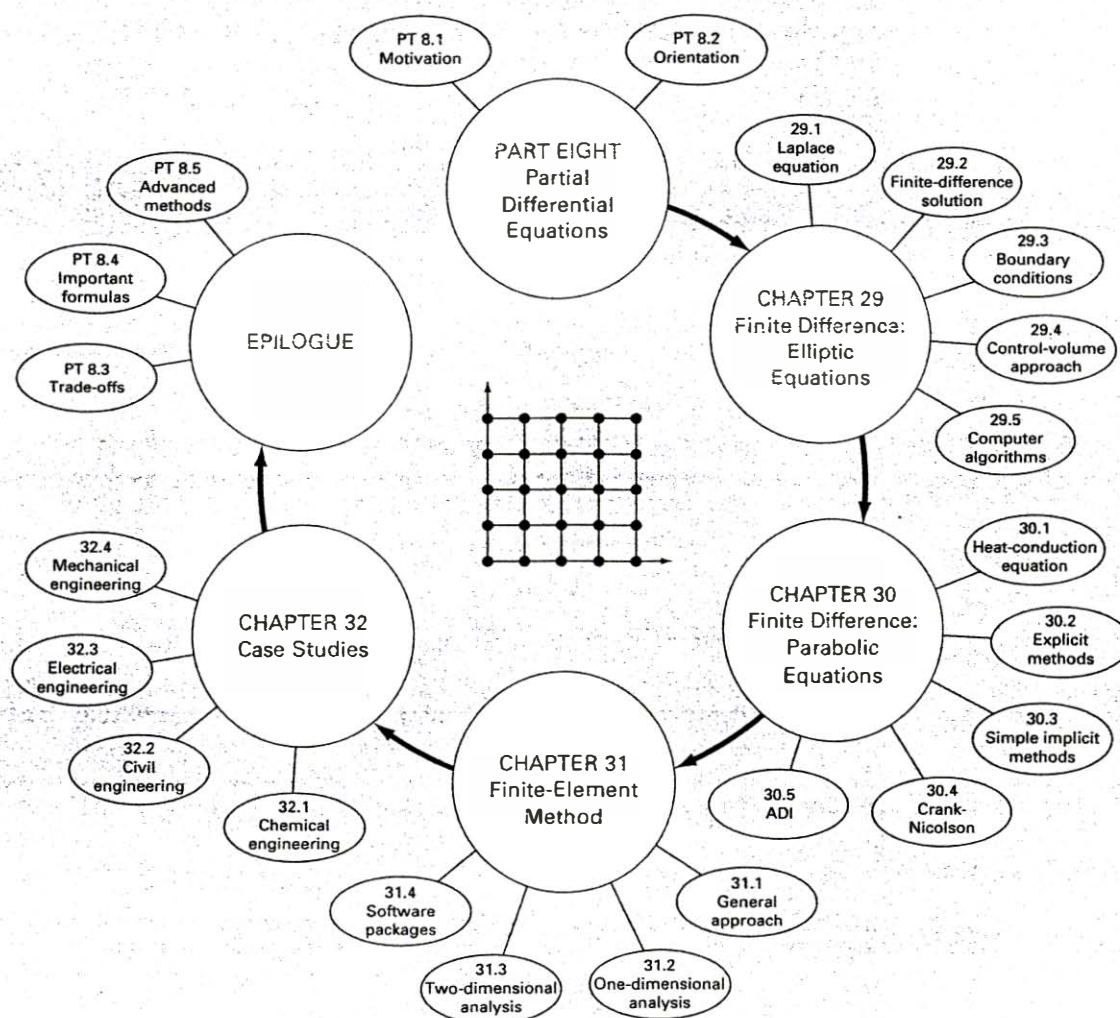 PT 8.1
Motivation
PT 8.2
Orientation
PART EIGHT
Partial
Differential
Equations
29.1
Laplace
equation
29.2
Finite-difference
solution
29.3
Boundary
conditions
29.4
Control-volume
approach
29.5
Computer
algorithms
CHAPTER 29
Finite Difference:
Elliptic
Equations
30.1
Heat-conduction
equation
30.2
Explicit
methods
30.3
Simple implicit
methods
30.4
Crank-
Nicolson
30.5
ADI
CHAPTER 30
Finite Difference:
Parabolic
Equations
CHAPTER 31
Finite-Element
Method
31.1
General
approach
31.2
One-dimensional
analysis
31.3
Two-dimensional
analysis
31.4
Software
packages
CHAPTER 32
Case Studies
32.1
Chemical
engineering
32.2
Civil
engineering
32.3
Electrical
engineering
32.4
Mechanical
engineering
EPILOGUE
PT 8.3
Trade-offs
PT 8.4
Important
formulas
PT 8.5
Advanced
methods